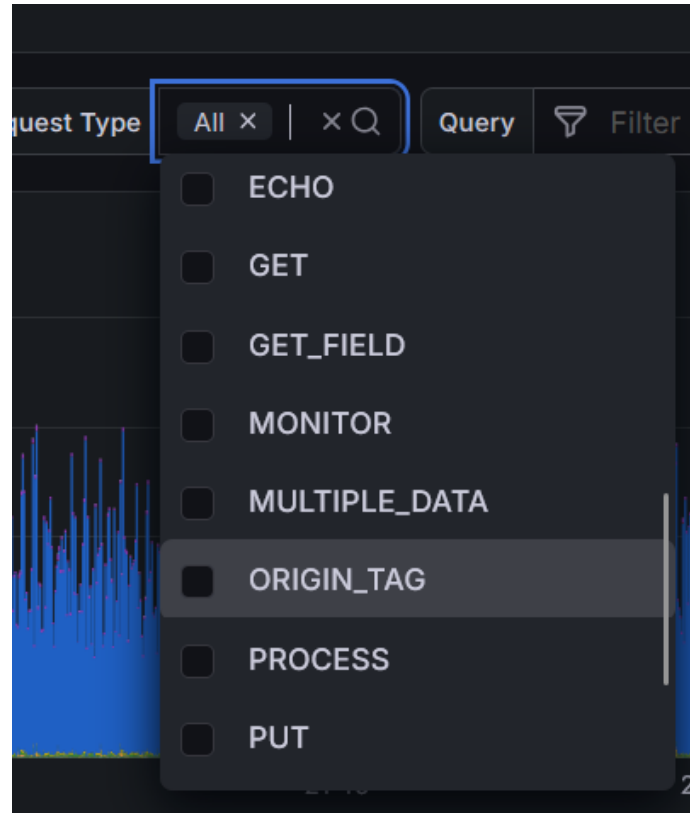 quest Type All Query Filter
ECHO
GET
GET_FIELD
MONITOR
MULTIPLE_DATA
ORIGIN_TAG
PROCESS
PUT